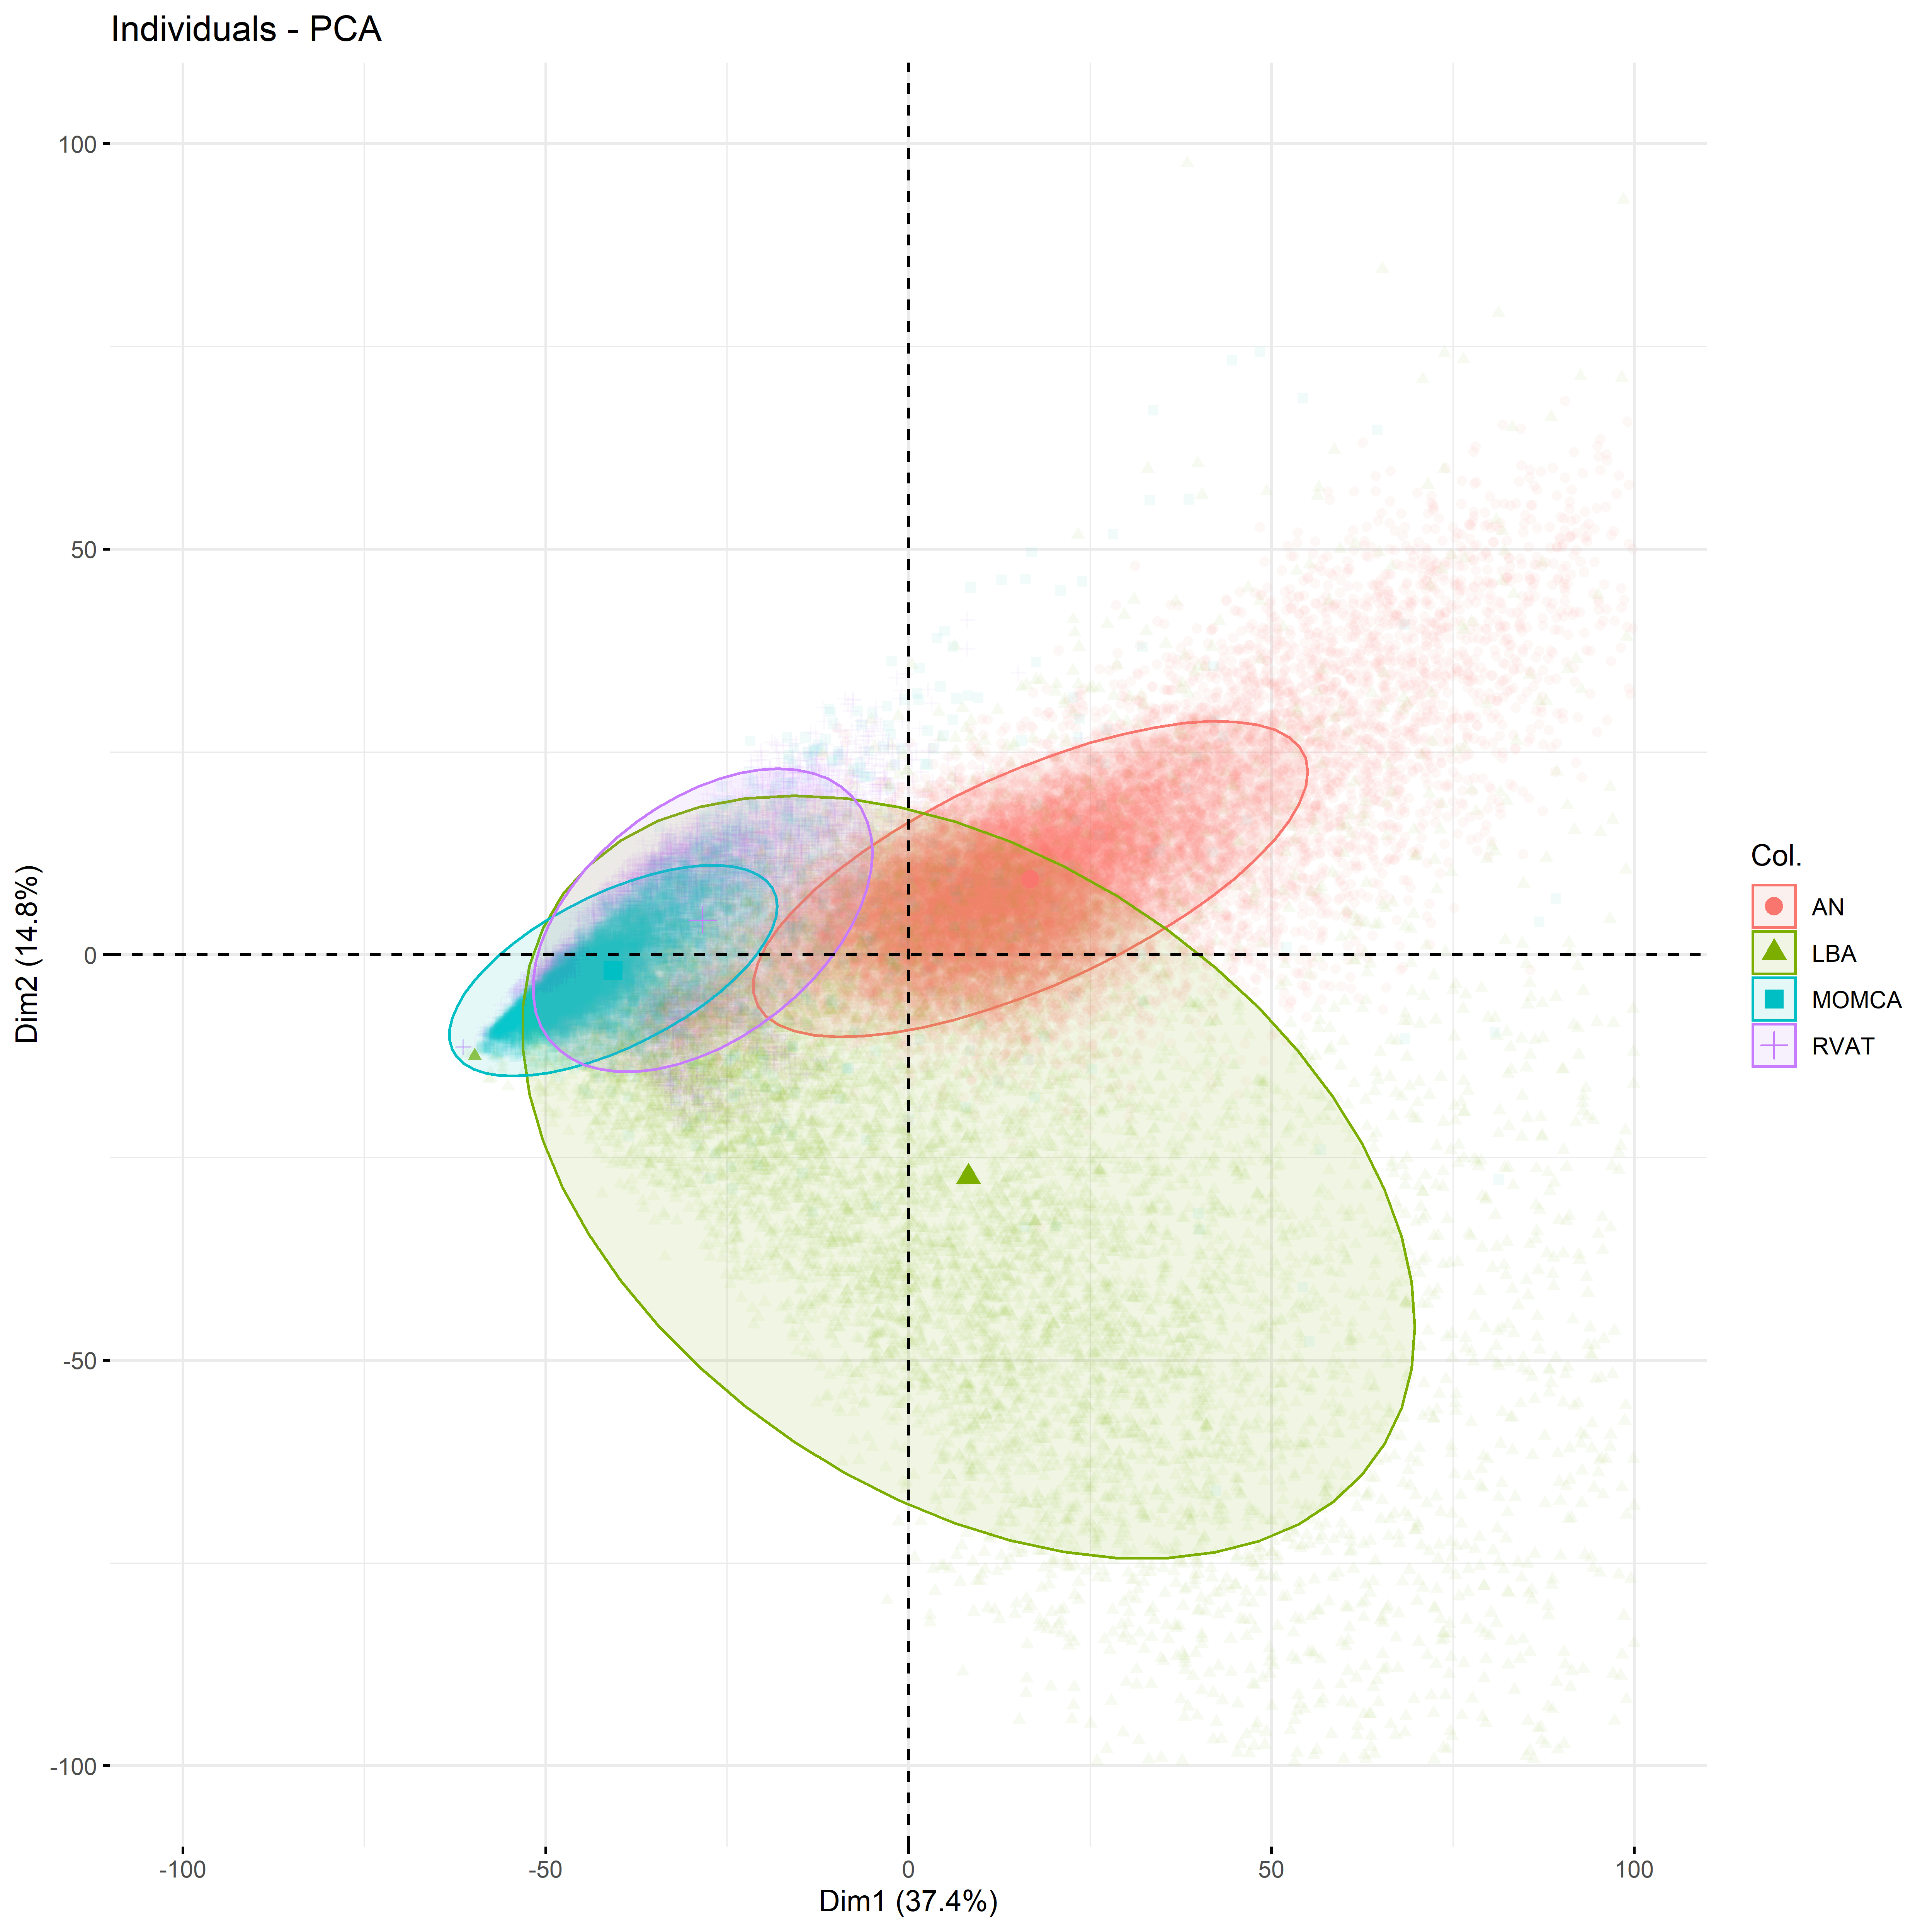 Individuals - PCA
100
50
0
-50
-100
-100
-50
0
50
100
Dim1 (37.4%)
Dim2 (14.8%)
Col.
AN
LBA
MOMCA
RVAT